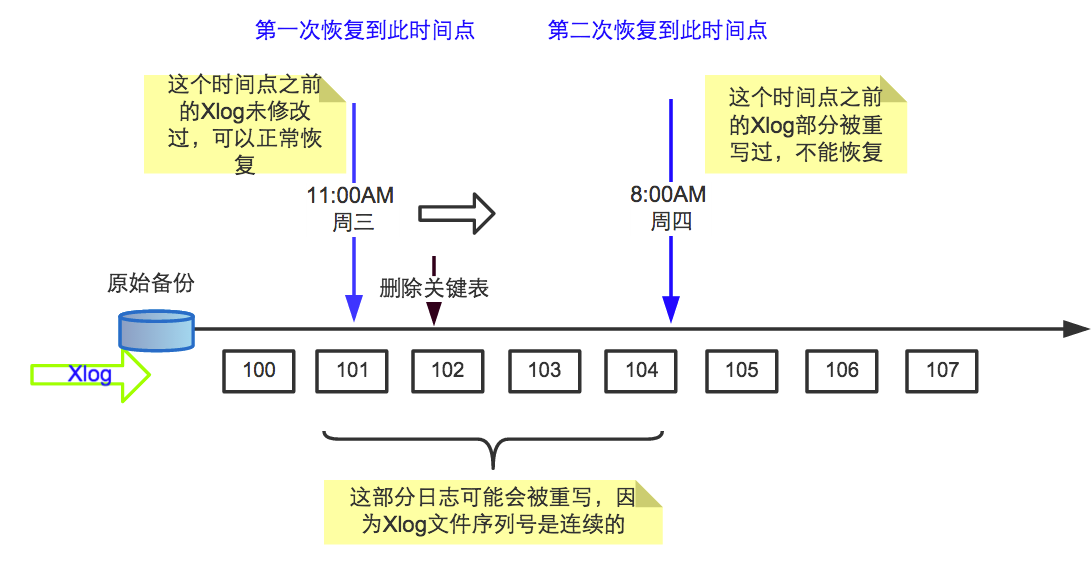 第一次恢复到此时间点
第二次恢复到此时间点
这个时间点之前
的Xlog未修改
过，可以正常恢
复
这个时间点之前
的Xlog部分被重
写过，不能恢复
11:00AM
周三
8:00AM
周四
原始备份
删除关键表
Xlog
100
101
102
103
104
105
106
107
这部分日志可能会被重写，因
为Xlog文件序列号是连续的